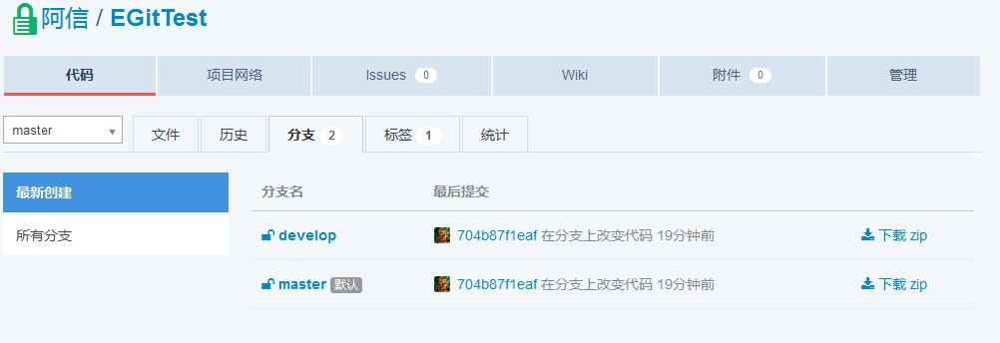 阿信 / EGitTest
代码 项目网络 Issues 0 Wiki 附件 0 管理
master 文件 历史 分支 2 标签 1 统计
最新创建 分支名 最后提交
所有分支 develop 704b87f1eaf 在分支上改变代码 19分钟前 下载 zip
master 默认 704b87f1eaf 在分支上改变代码 19分钟前 下载 zip